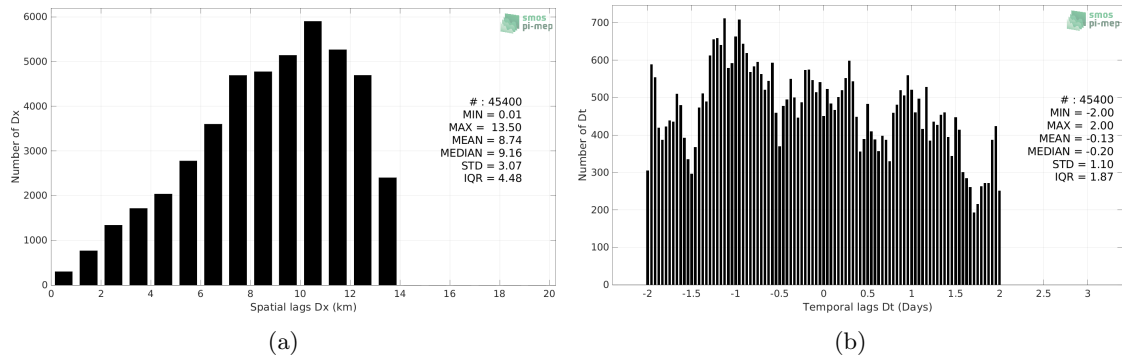 6000
5000
4000
3000
2000
1000
0
Number of Dx
smos
pi-mep
# : 45400
MIN = 0.01
MAX = 13.50
MEAN = 8.74
MEDIAN = 9.16
STD = 3.07
IQR = 4.48
0 2 4 6 8 10 12 14 16 18 20
Spatial lags Dx (km)
(a)
700
600
500
400
300
200
100
0
Number of Dt
smos
pi-mep
# : 45400
MIN = -2.00
MAX = 2.00
MEAN = -0.13
MEDIAN = -0.20
STD = 1.10
IQR = 1.87
-2 -1.5 -1 -0.5 0 0.5 1 1.5 2 2.5 3
Temporal lags Dt (Days)
(b)